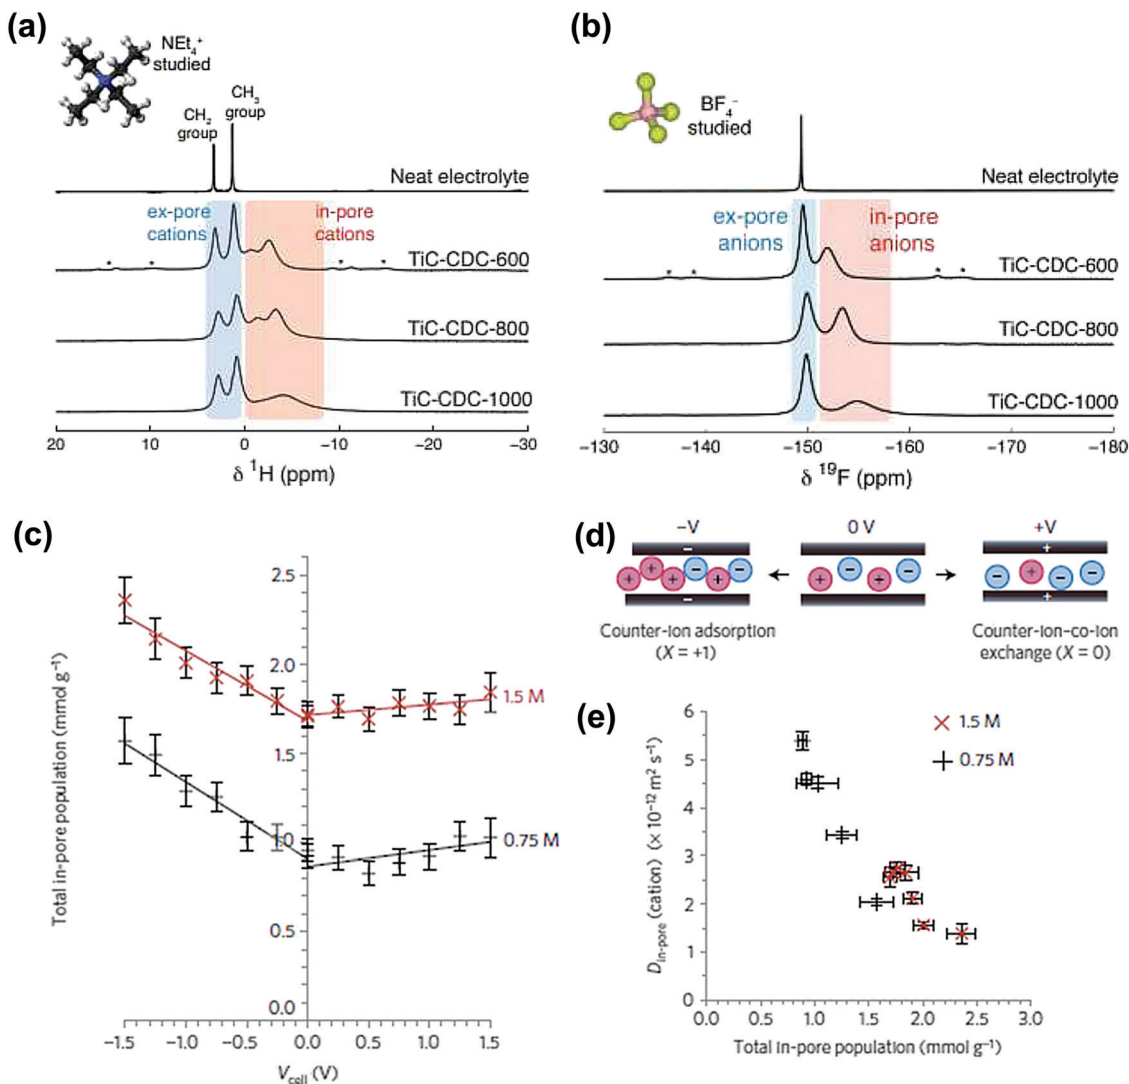 (a)
NEt₄⁺
studied
CH₂
group
CH₃
group
Neat electrolyte
ex-pore
cations
in-pore
cations
TiC-CDC-600
* * * * *
TiC-CDC-800
TiC-CDC-1000
20 10 0 −10 −20 −30
δ ¹H (ppm)
(b)
BF₄⁻
studied
Neat electrolyte
ex-pore
anions
in-pore
anions
TiC-CDC-600
* * * *
TiC-CDC-800
TiC-CDC-1000
−130 −140 −150 −160 −170 −180
δ ¹⁹F (ppm)
(c)
Total in-pore population (mmol g⁻¹)
2.5
2.0
1.5
1.0
0.5
0.0
1.5 M
0.75 M
−1.5 −1.0 −0.5 0.0 0.5 1.0 1.5
V_cell (V)
(d)
−V 0 V +V
− +
+ + + − + − + − + − − + − −
− +
Counter-ion adsorption
(X = +1)
Counter-ion–co-ion
exchange (X = 0)
(e)
D_in-pore (cation) (× 10⁻¹² m² s⁻¹)
6
5
4
3
2
1
0
1.5 M
0.75 M
0.0 0.5 1.0 1.5 2.0 2.5 3.0
Total in-pore population (mmol g⁻¹)